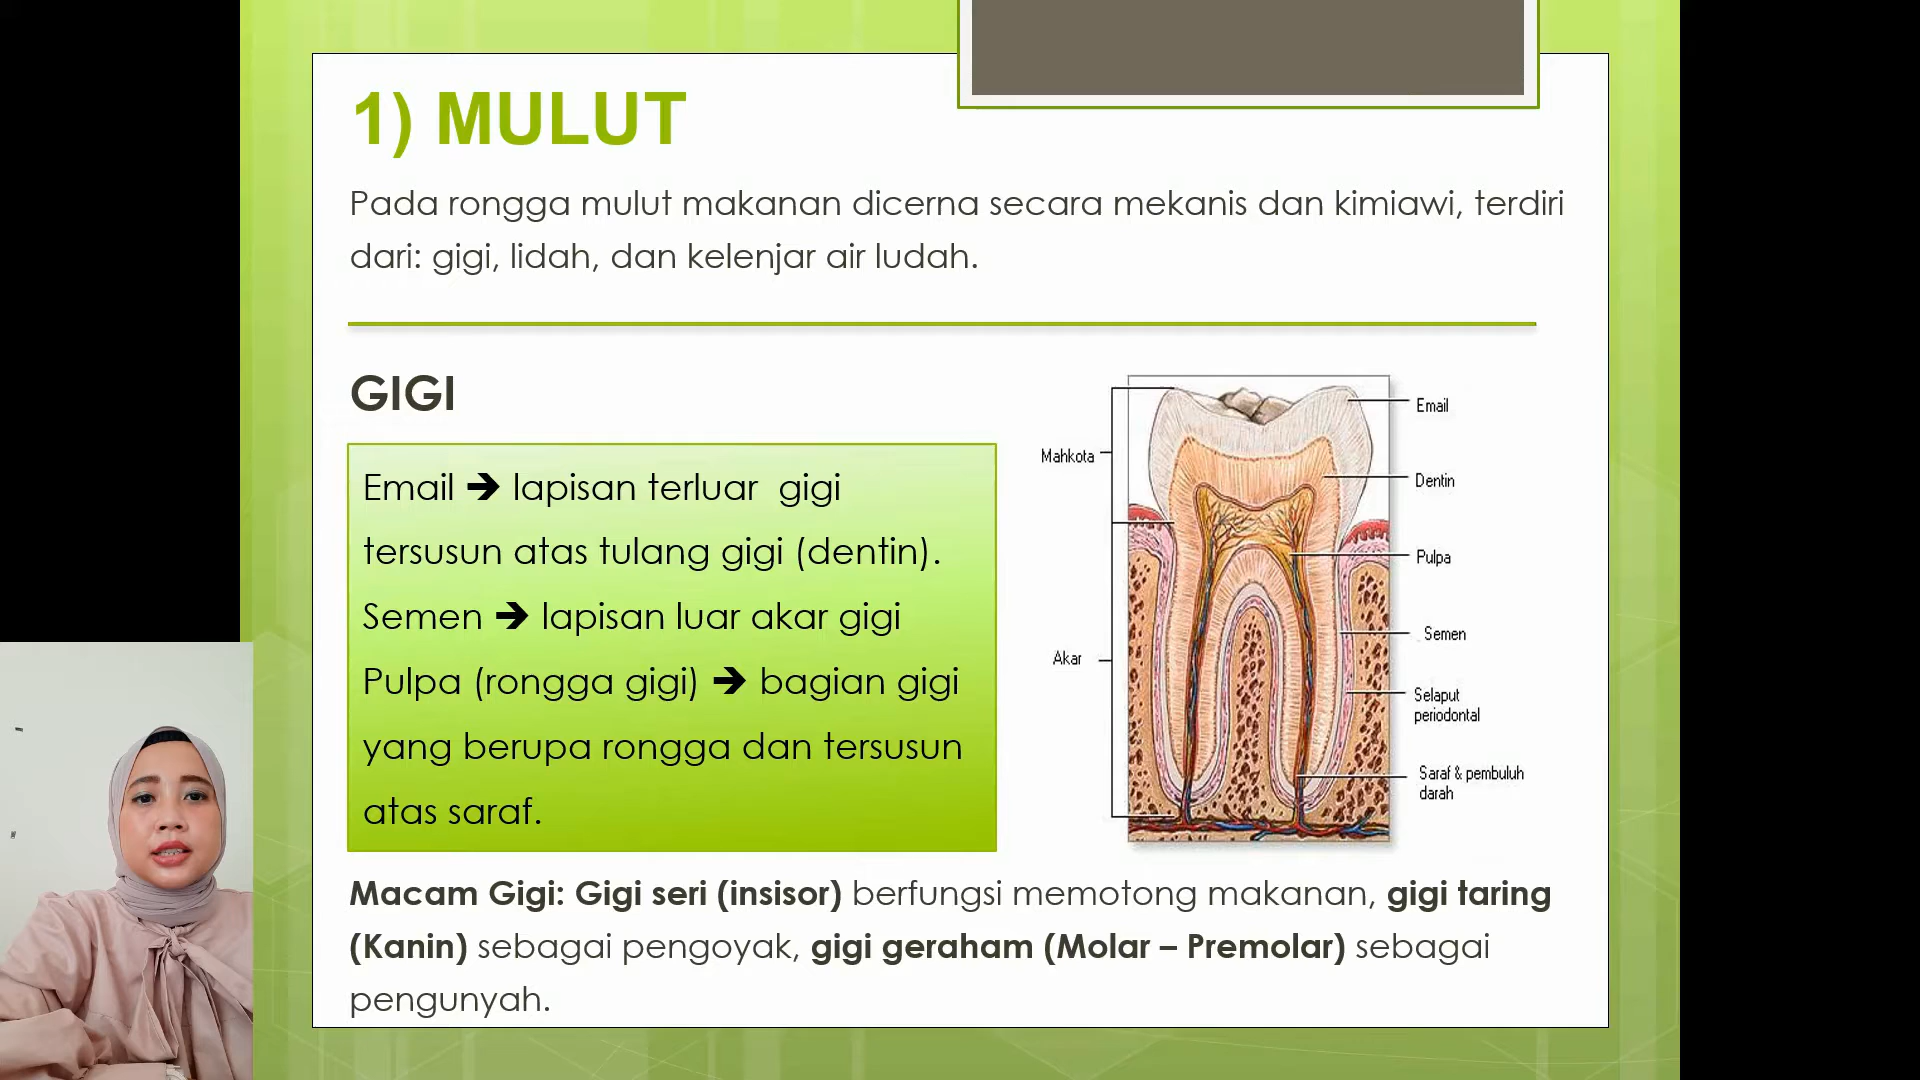 1) MULUT
Pada rongga mulut makanan dicerna secara mekanis dan kimiawi, terdiri
dari: gigi, lidah, dan kelenjar air ludah.
GIGI
Email ➔ lapisan terluar  gigi
tersusun atas tulang gigi (dentin).
Semen ➔ lapisan luar akar gigi
Pulpa (rongga gigi) ➔ bagian gigi
yang berupa rongga dan tersusun
atas saraf.
Mahkota
Akar
Email
Dentin
Pulpa
Semen
Selaput
periodontal
Saraf & pembuluh
darah
Macam Gigi: Gigi seri (insisor) berfungsi memotong makanan, gigi taring
(Kanin) sebagai pengoyak, gigi geraham (Molar – Premolar) sebagai
pengunyah.